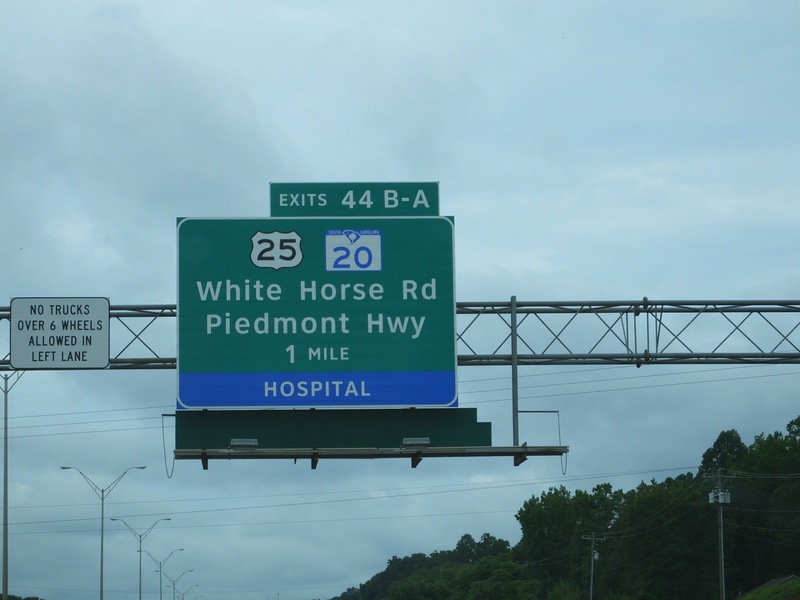 EXITS 44 B-A
25
SOUTH CAROLINA
20
White Horse Rd
Piedmont Hwy
1 MILE
HOSPITAL
NO TRUCKS
OVER 6 WHEELS
ALLOWED IN
LEFT LANE